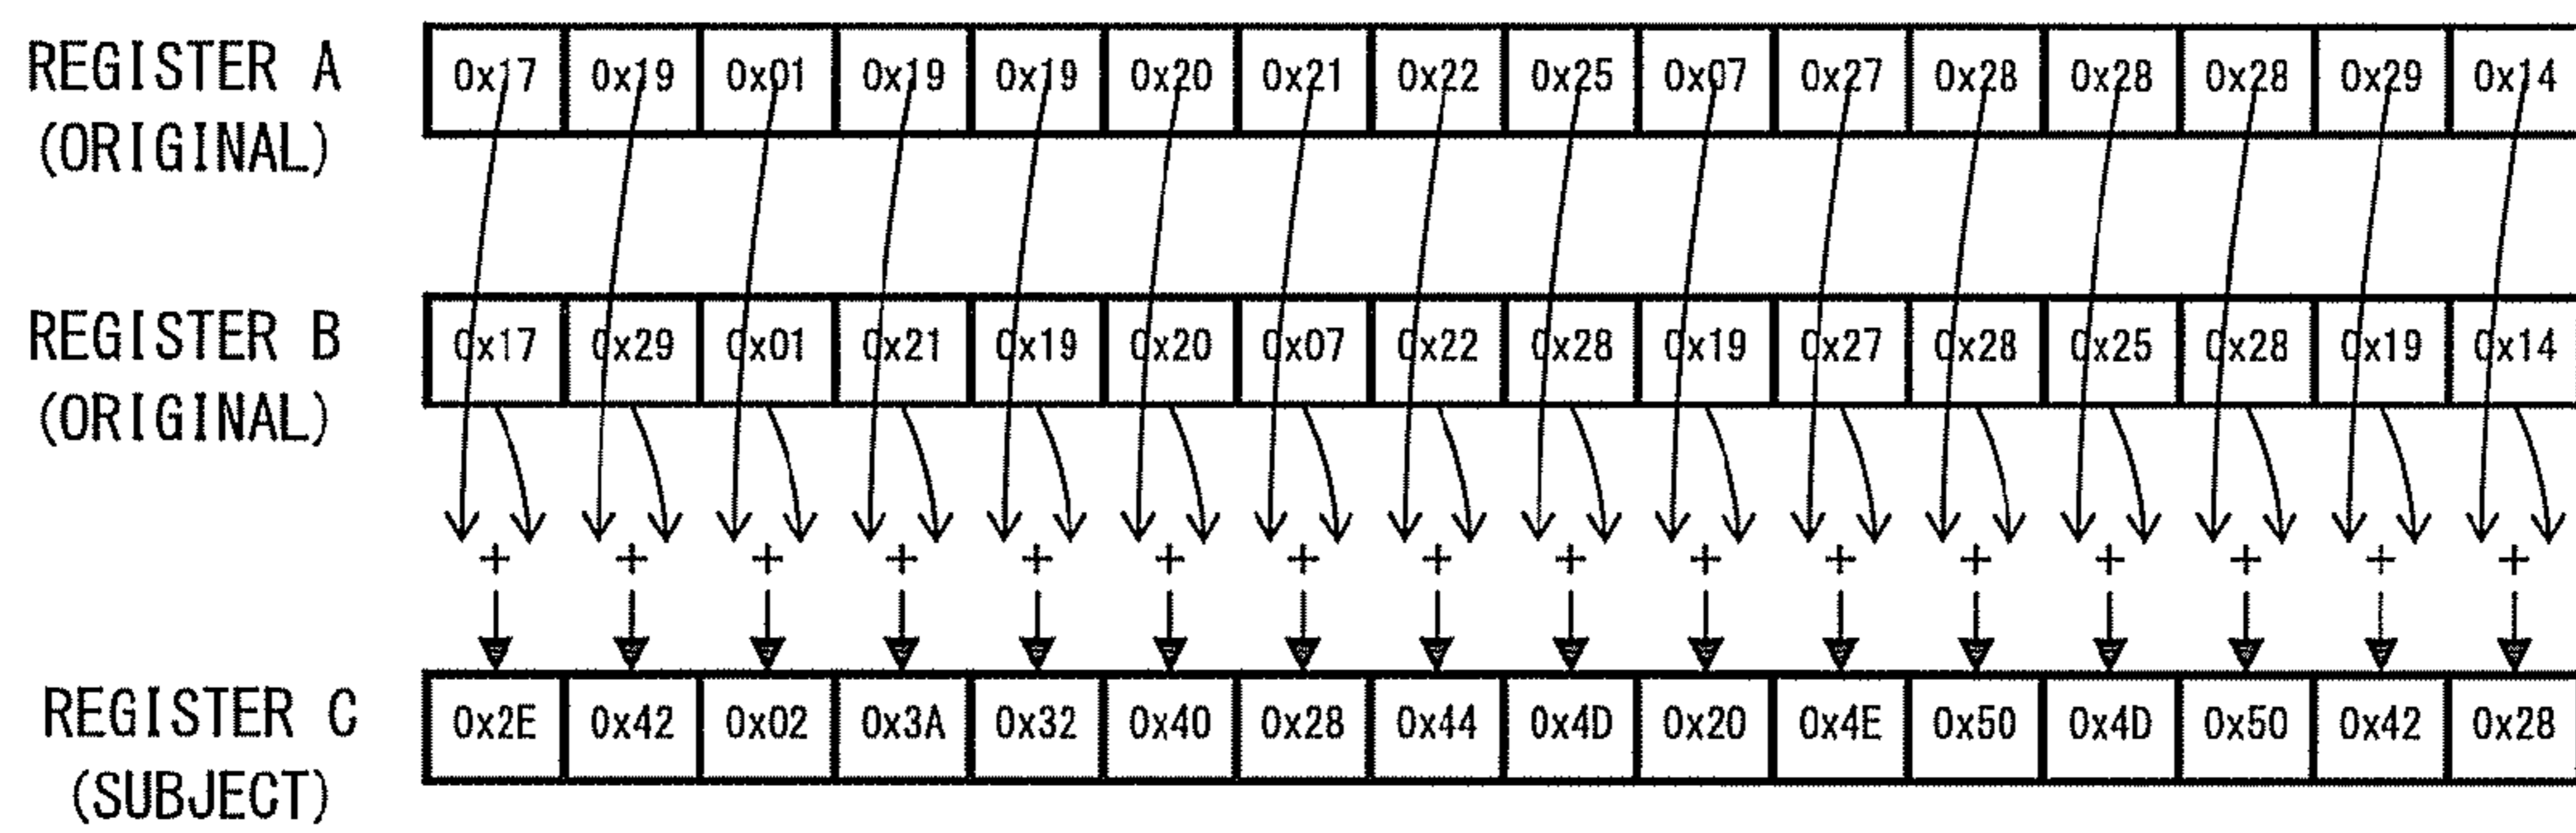 REGISTER A
(ORIGINAL)
0x17 0x19 0x01 0x19 0x19 0x20 0x21 0x22 0x25 0x07 0x27 0x28 0x28 0x28 0x29 0x14
REGISTER B
(ORIGINAL)
0x17 0x29 0x01 0x21 0x19 0x20 0x07 0x22 0x28 0x19 0x27 0x28 0x25 0x28 0x19 0x14
+ + + + + + + + + + + + + + + +
REGISTER C
(SUBJECT)
0x2E 0x42 0x02 0x3A 0x32 0x40 0x28 0x44 0x4D 0x20 0x4E 0x50 0x4D 0x50 0x42 0x28